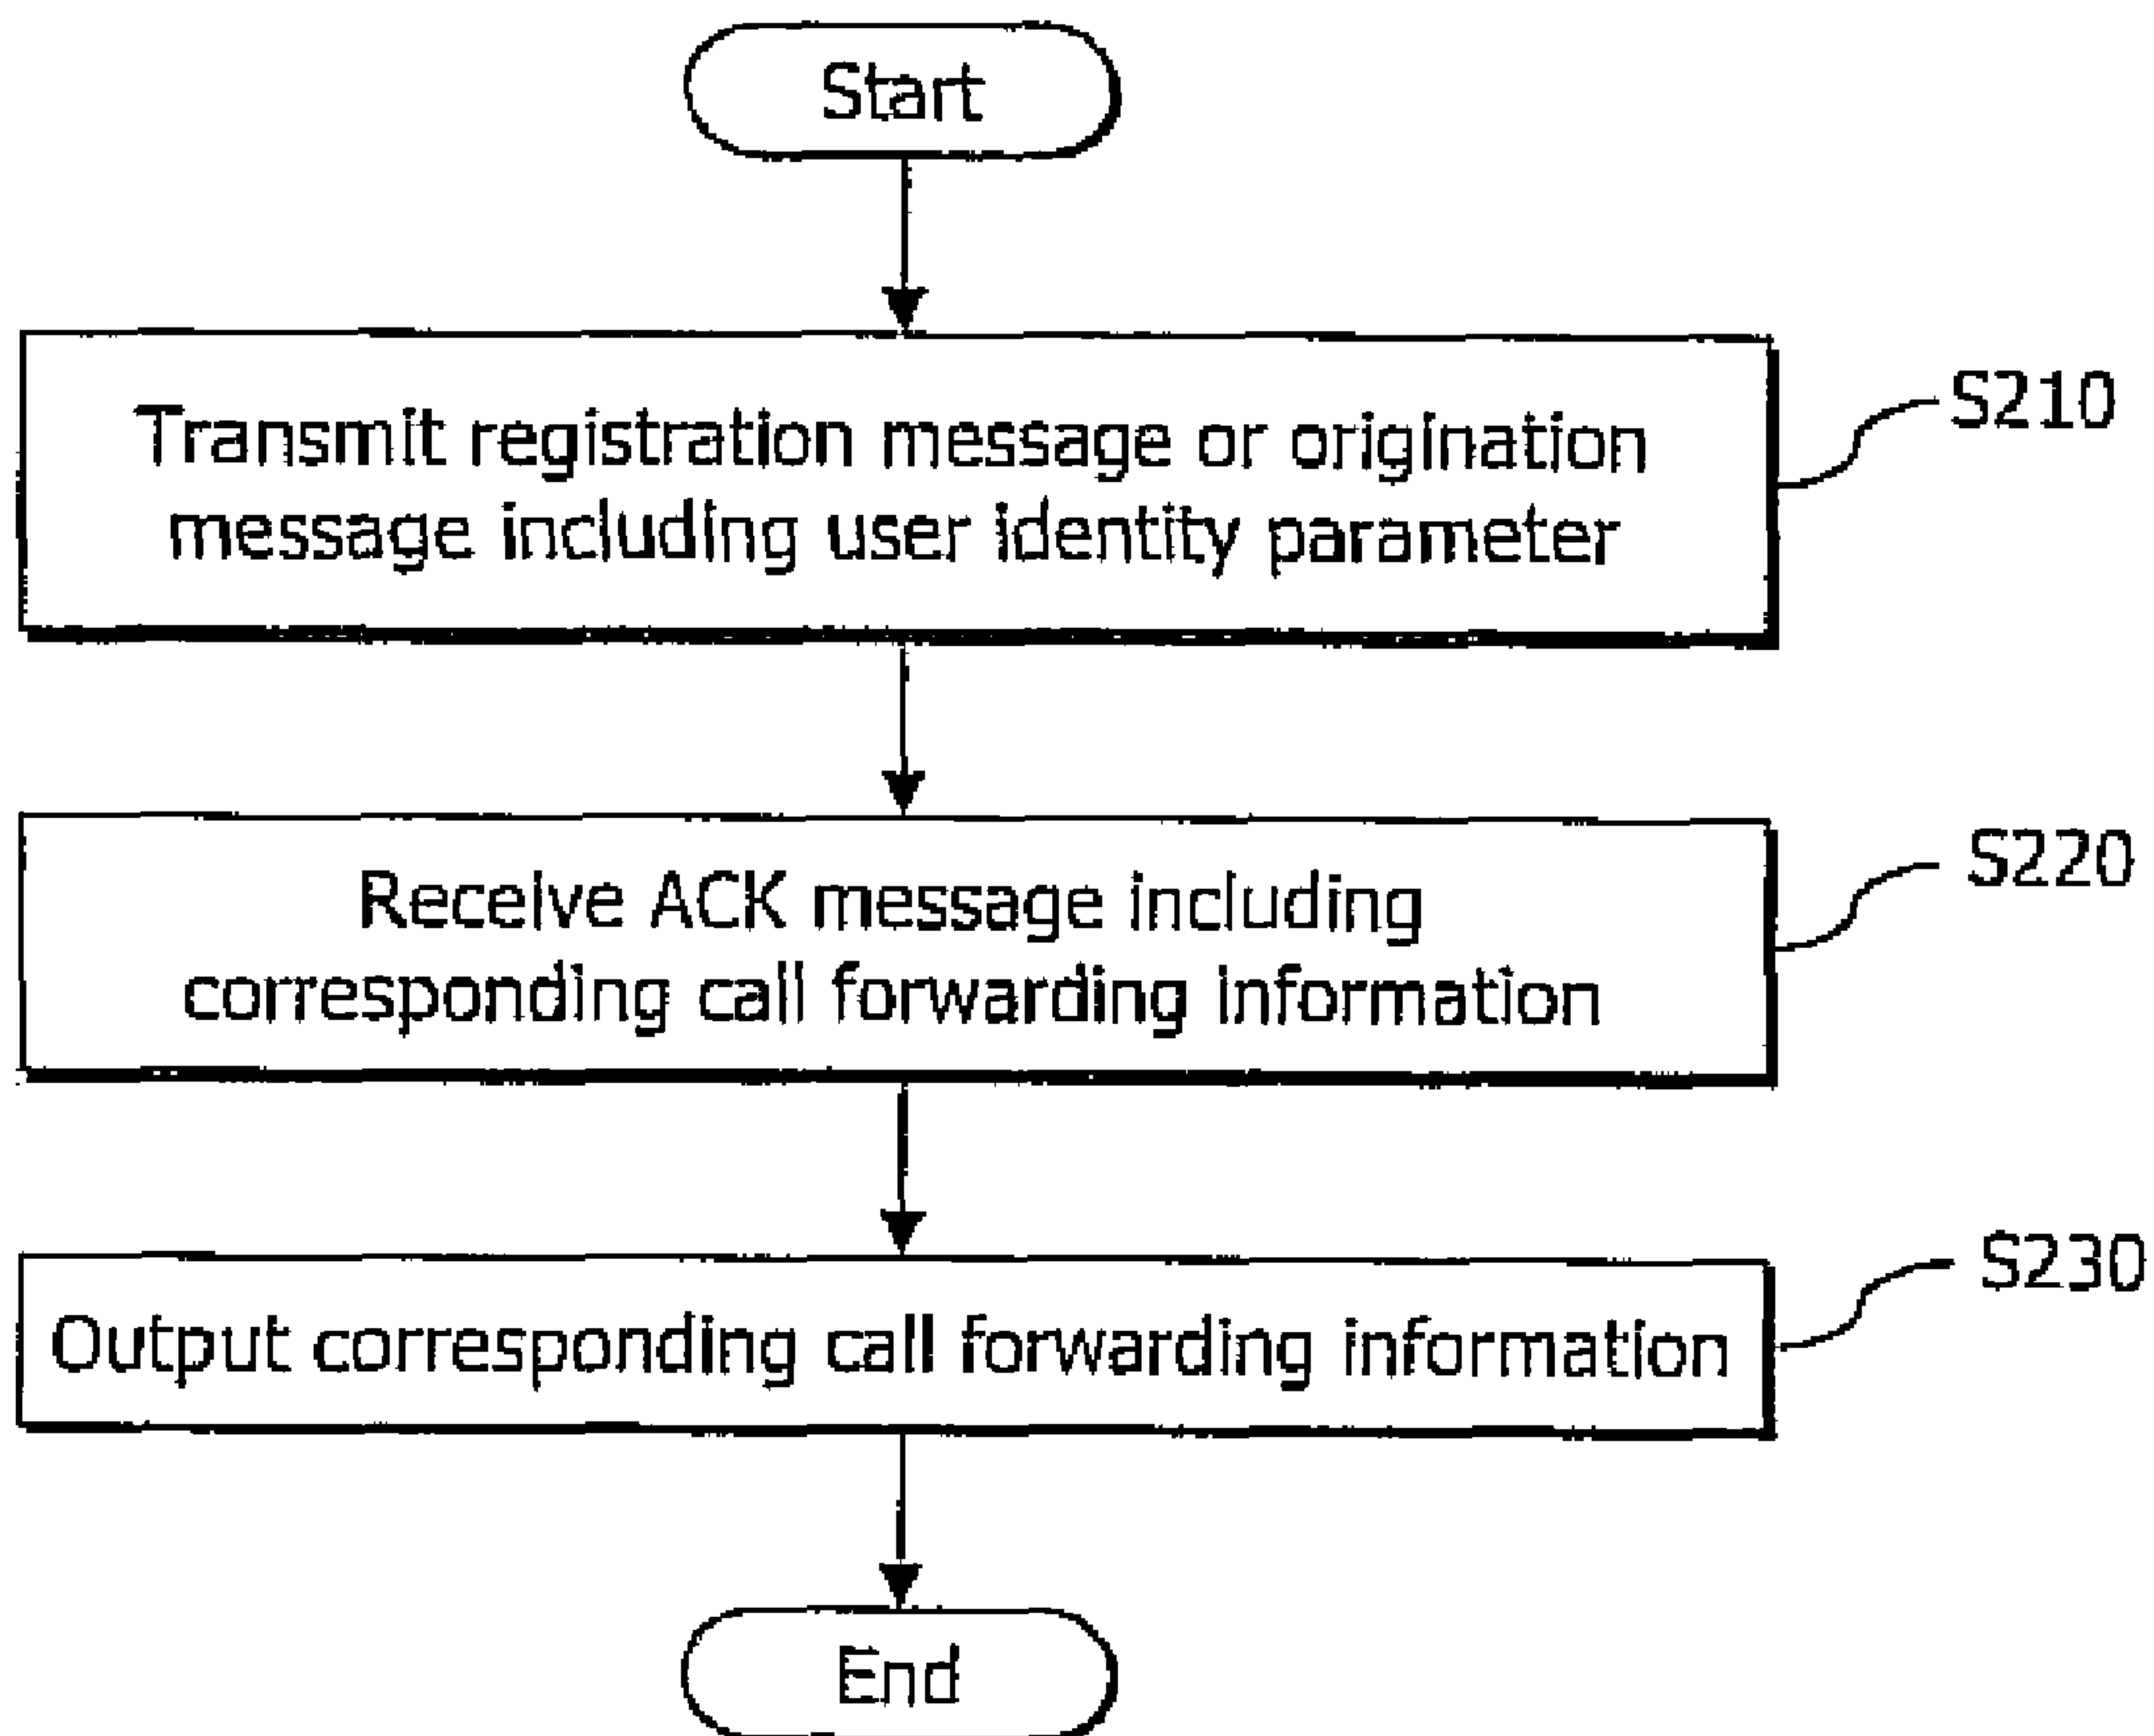 Start
Transmit registration message or origination
message including user identity parameter
S210
Receive ACK message including
corresponding call forwarding information
S220
Output corresponding call forwarding information
S230
End